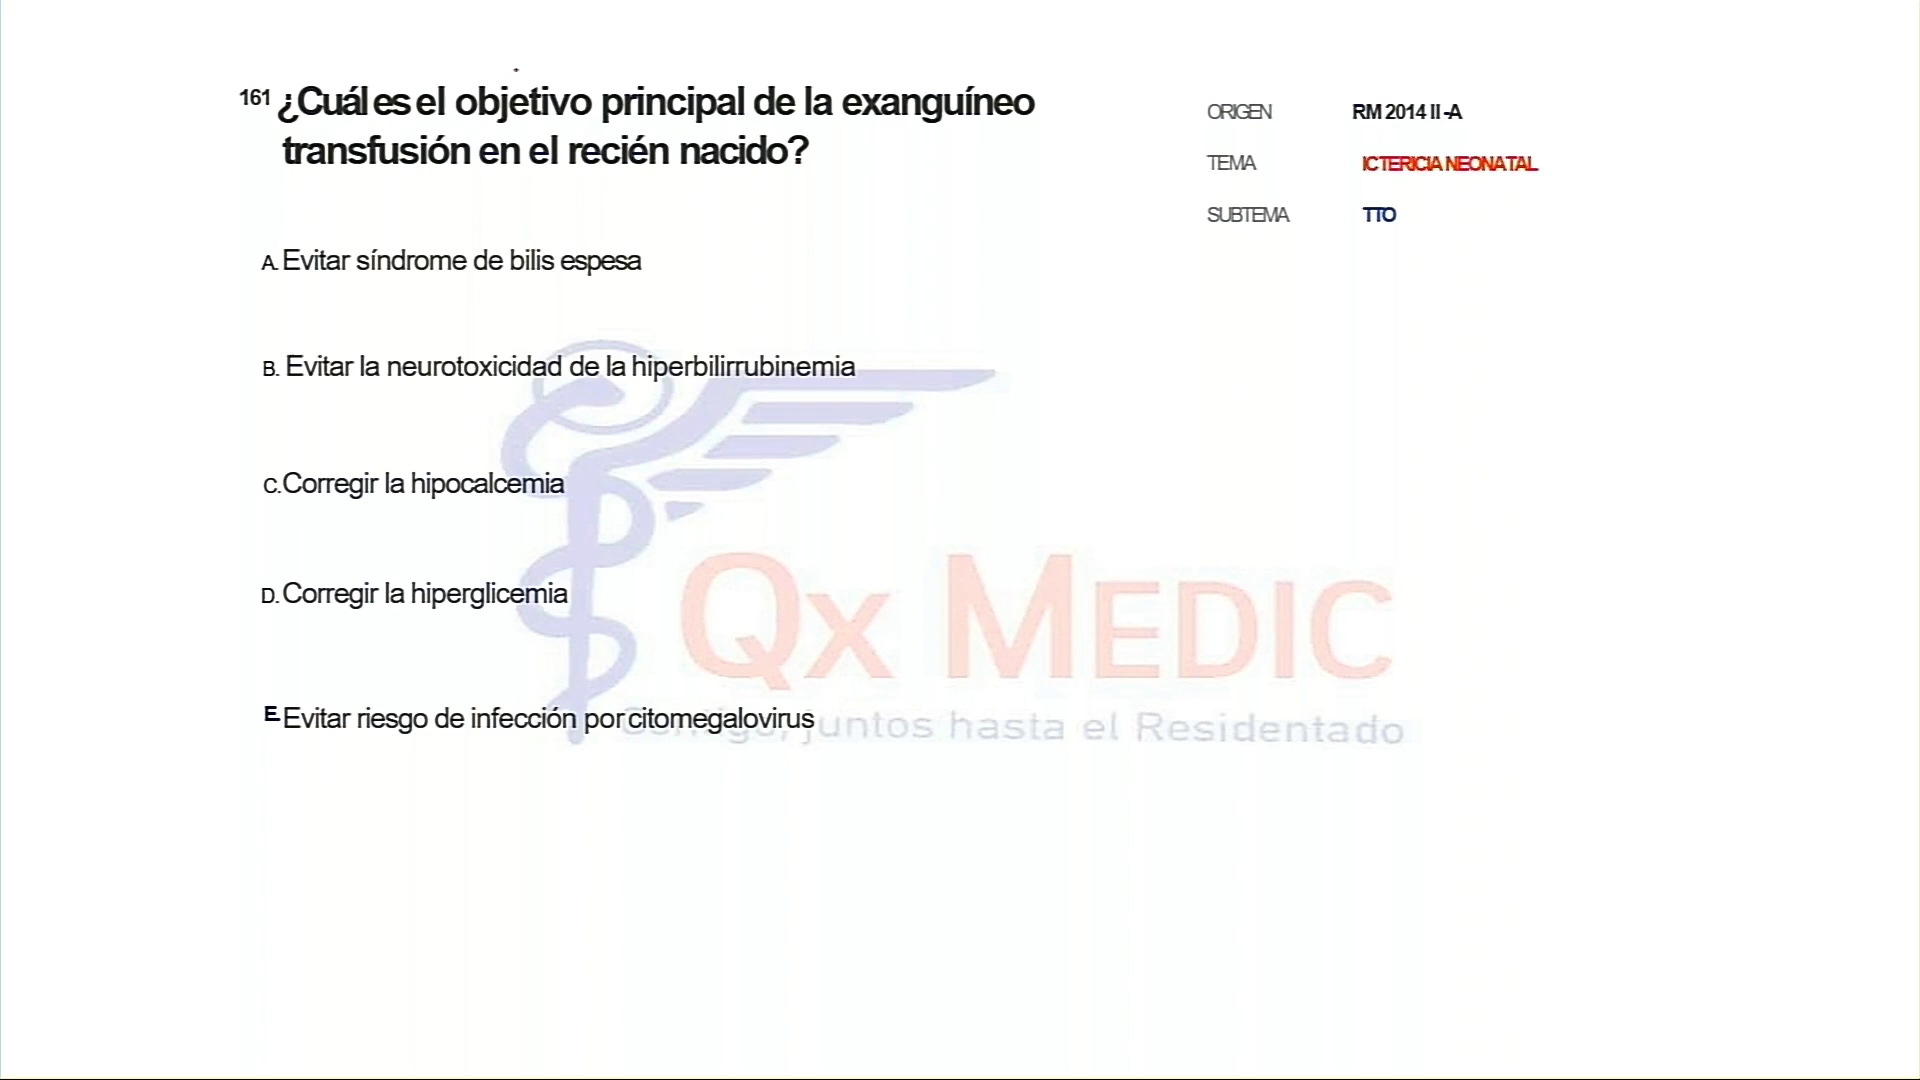 161 ¿Cuál es el objetivo principal de la exanguíneo
transfusión en el recién nacido?
ORIGEN RM 2014 II -A
TEMA ICTERICIA NEONATAL
SUBTEMA TTO
A. Evitar síndrome de bilis espesa
B. Evitar la neurotoxicidad de la hiperbilirrubinemia
C. Corregir la hipocalcemia
D. Corregir la hiperglicemia
QX MEDIC
E Evitar riesgo de infección por citomegalovirus
Contigo, juntos hasta el Residentado